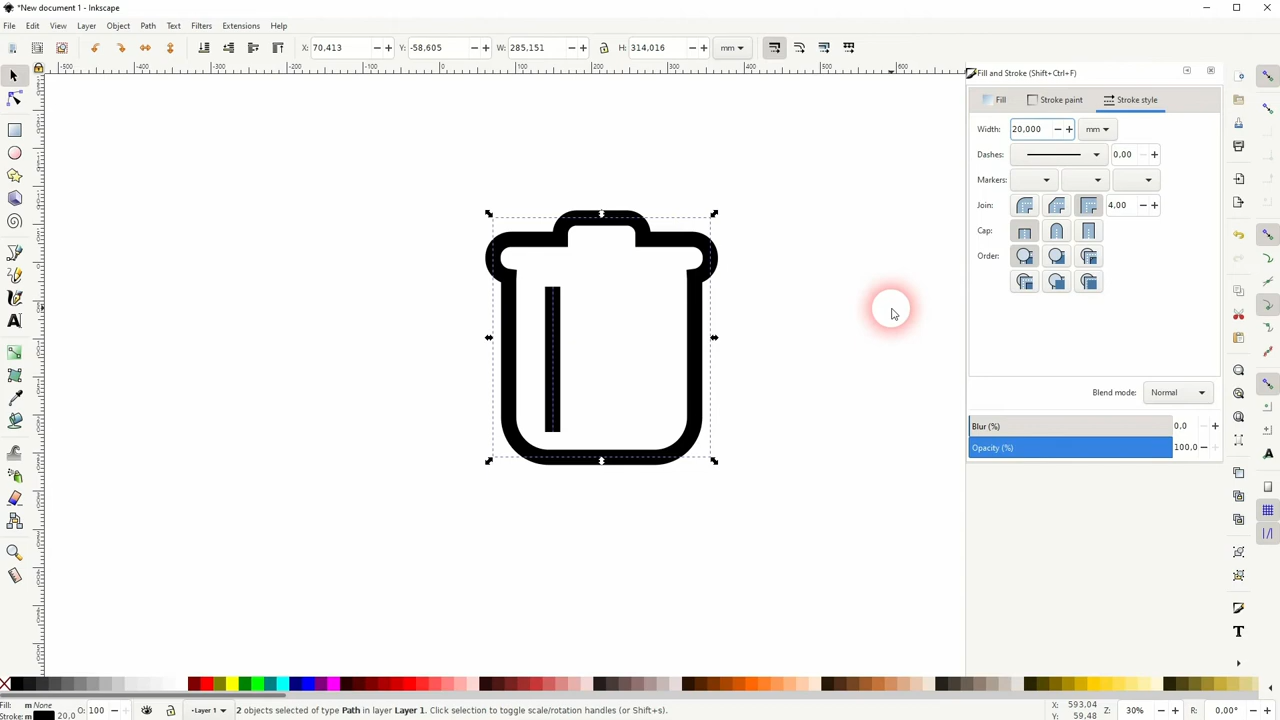 *New document 1 - Inkscape
File Edit View Layer Object Path Text Filters Extensions Help
X: 70,413 Y: -58,605 W: 285,151 H: 314,016 mm
Fill and Stroke (Shift+Ctrl+F)
Fill Stroke paint Stroke style
Width: 20,000 mm
Dashes: 0,00
Markers:
Join: 4,00
Cap:
Order:
Blend mode: Normal
Blur (%) 0,0
Opacity (%) 100,0
Fill: m None
Stroke: m 20,0 O: 100 Layer 1 2 objects selected of type Path in layer Layer 1. Click selection to toggle scale/rotation handles (or Shift+s). X: 593,04 Y: 59,48 Z: 30% R: 0,00°